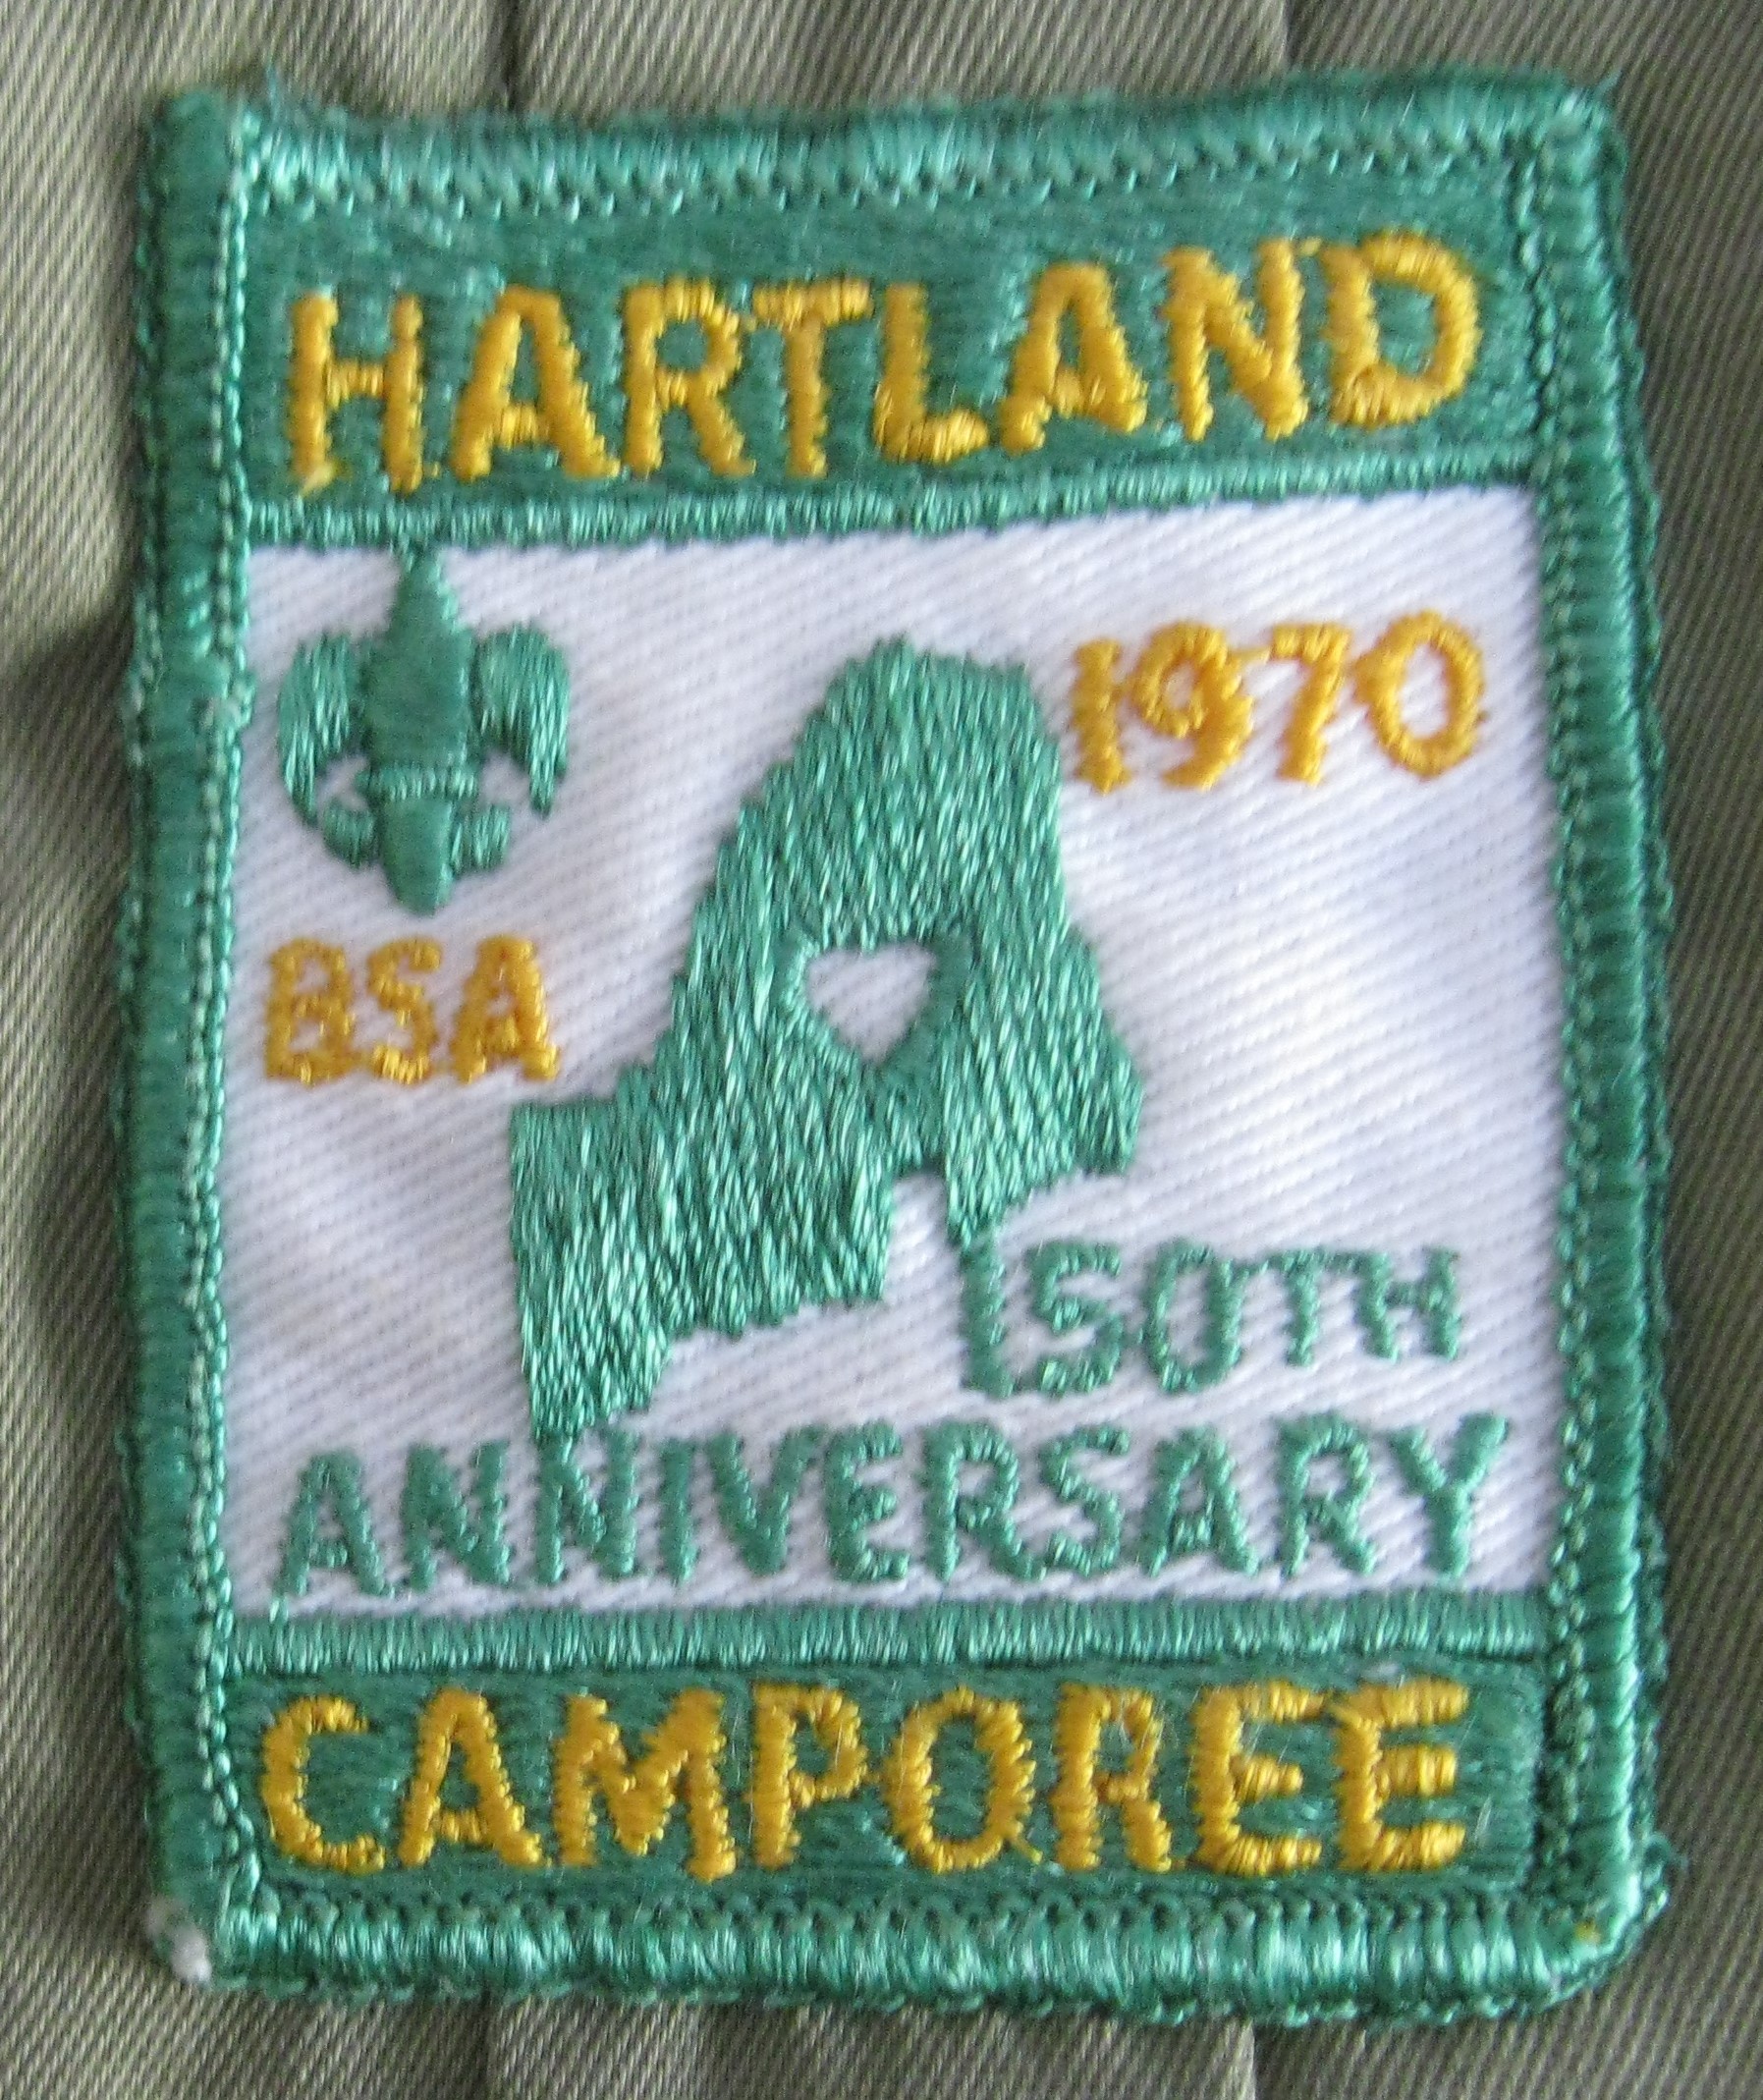 HARTLAND
1970
BSA
150TH
ANNIVERSARY
CAMPOREE